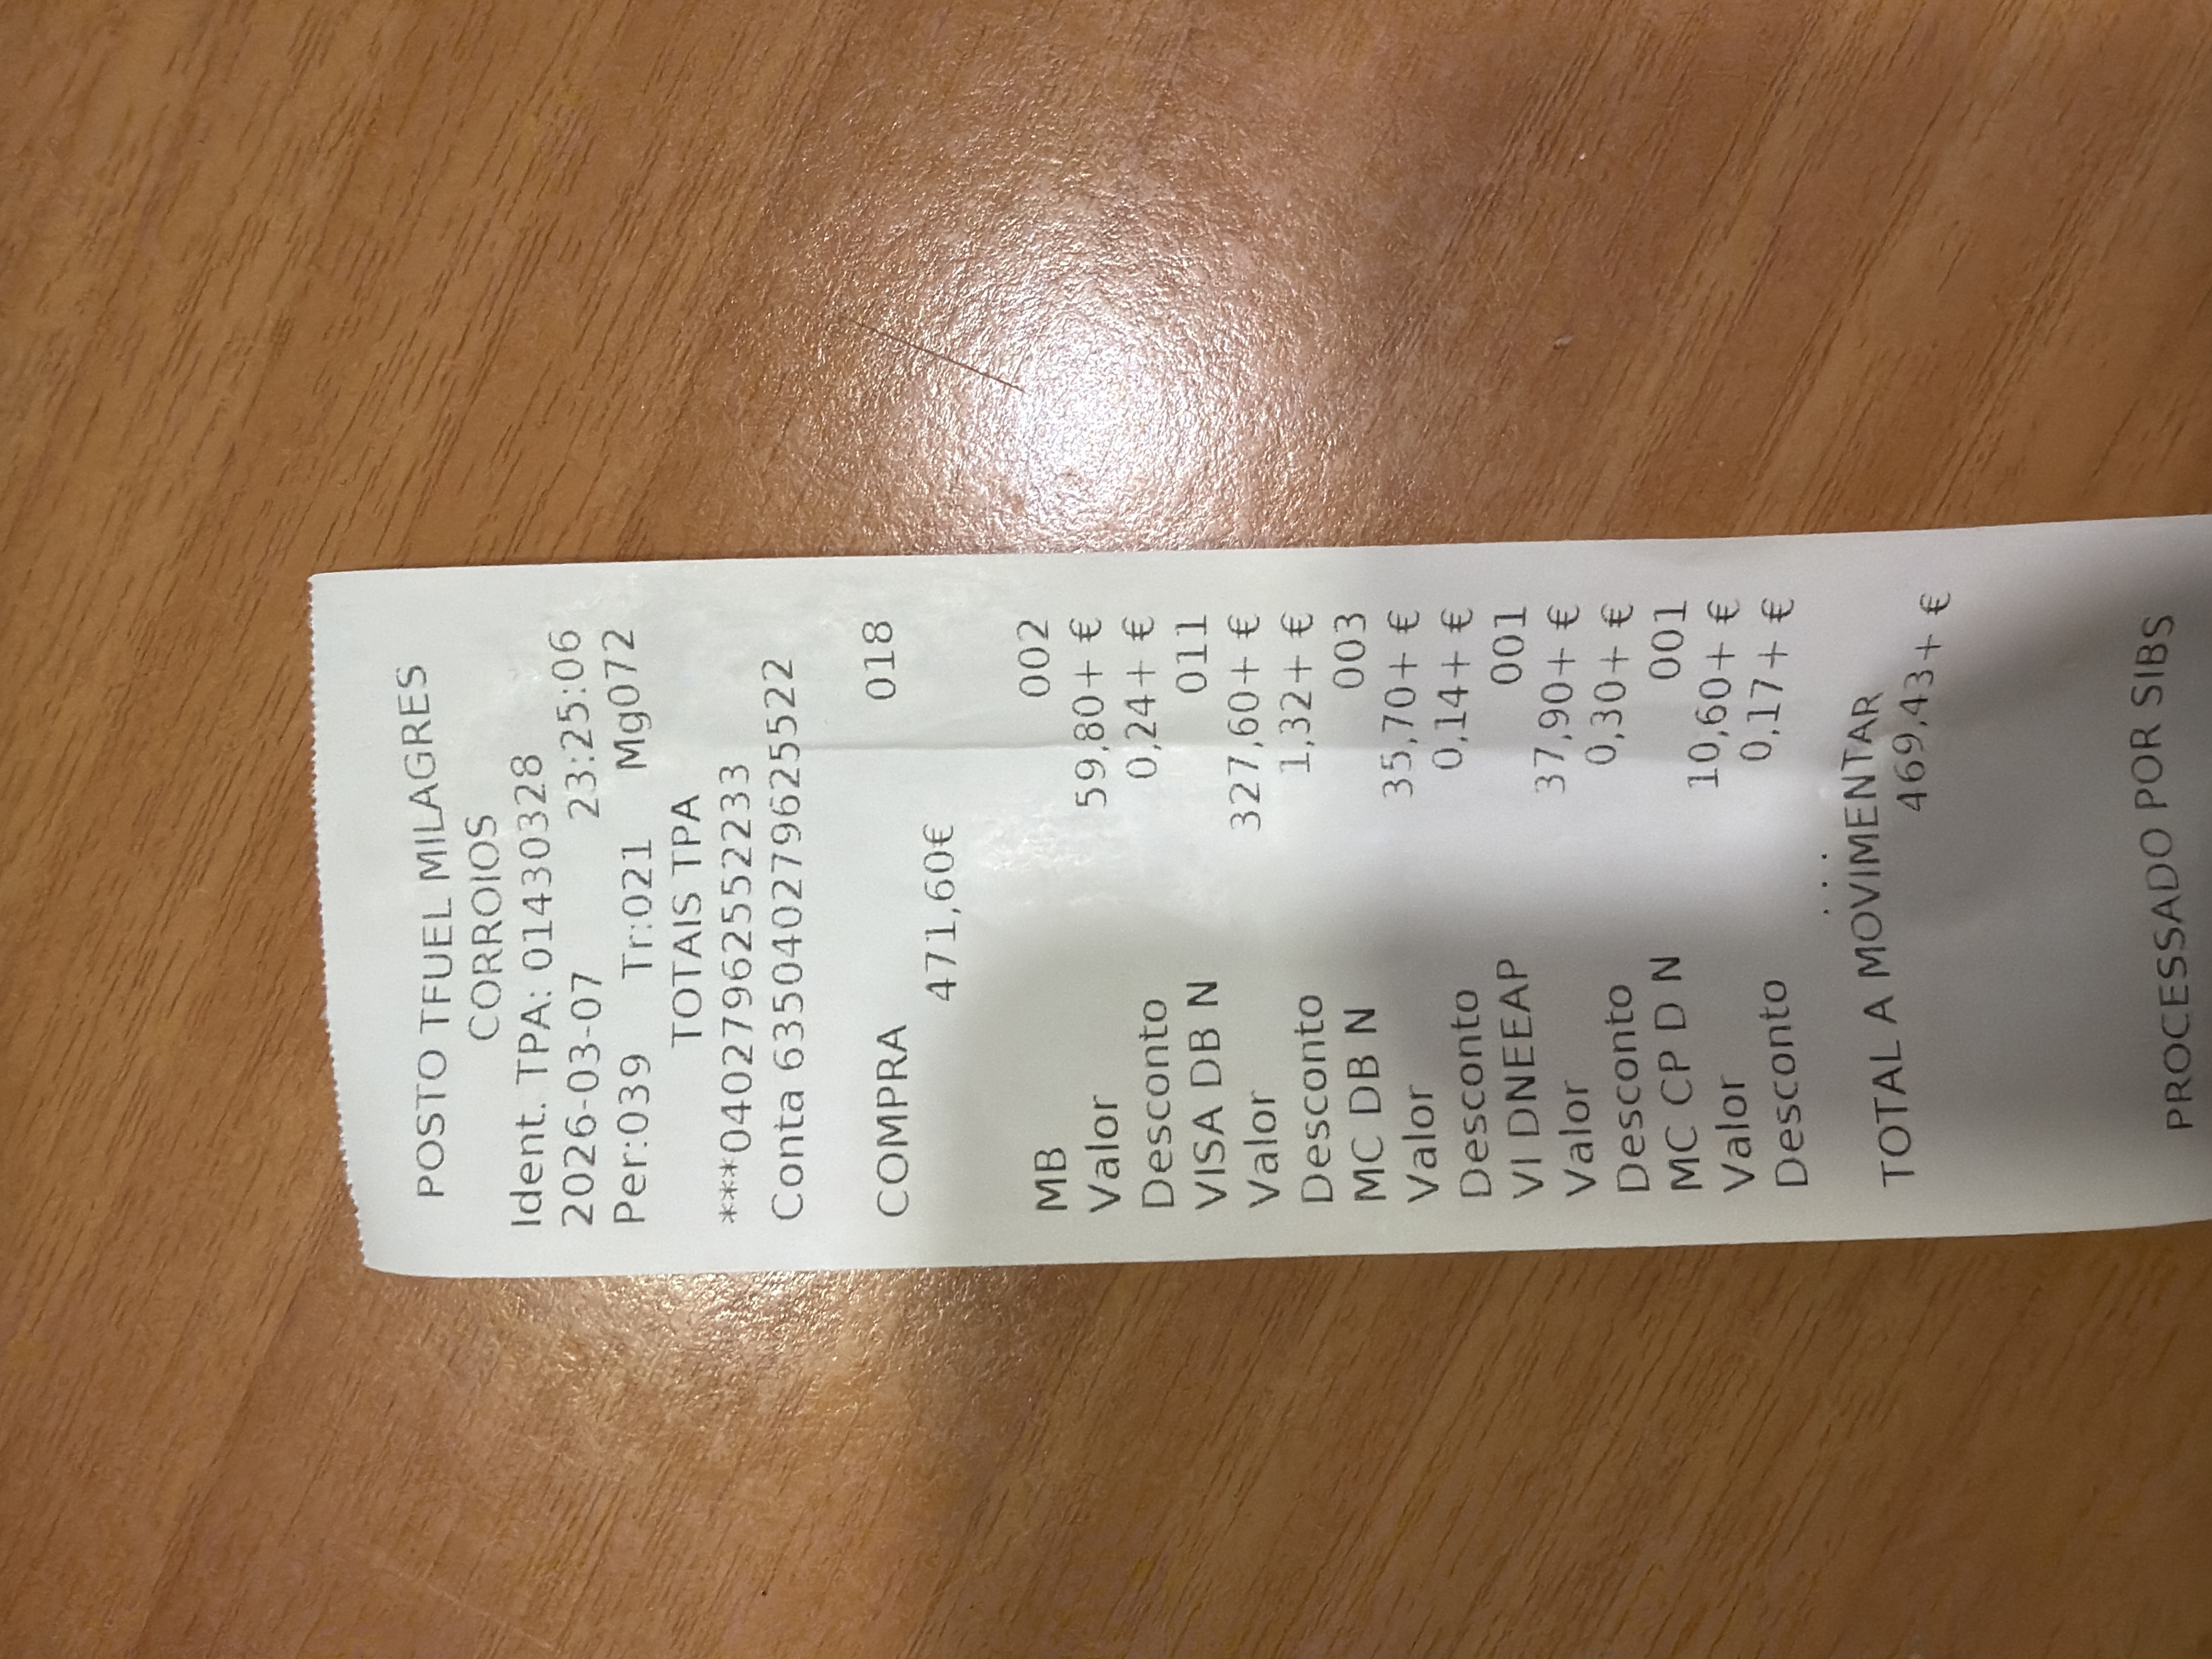 POSTO TFUEL MILAGRES
CORROIOS
Ident. TPA: 01430328
2026-03-07 23:25:06
Per:039 Tr:021 Mg072
TOTAIS TPA
***0402796255​2233
Conta 6350402796255​22
COMPRA 018
471,60€
MB 002
Valor 59,80+€
Desconto 0,24+€
VISA DB N 011
Valor 327,60+€
Desconto 1,32+€
MC DB N 003
Valor 35,70+€
Desconto 0,14+€
VI DNEEAP 001
Valor 37,90+€
Desconto 0,30+€
MC CP D N 001
Valor 10,60+€
Desconto 0,17+€
TOTAL A MOVIMENTAR
469,43+€
PROCESSADO POR SIBS